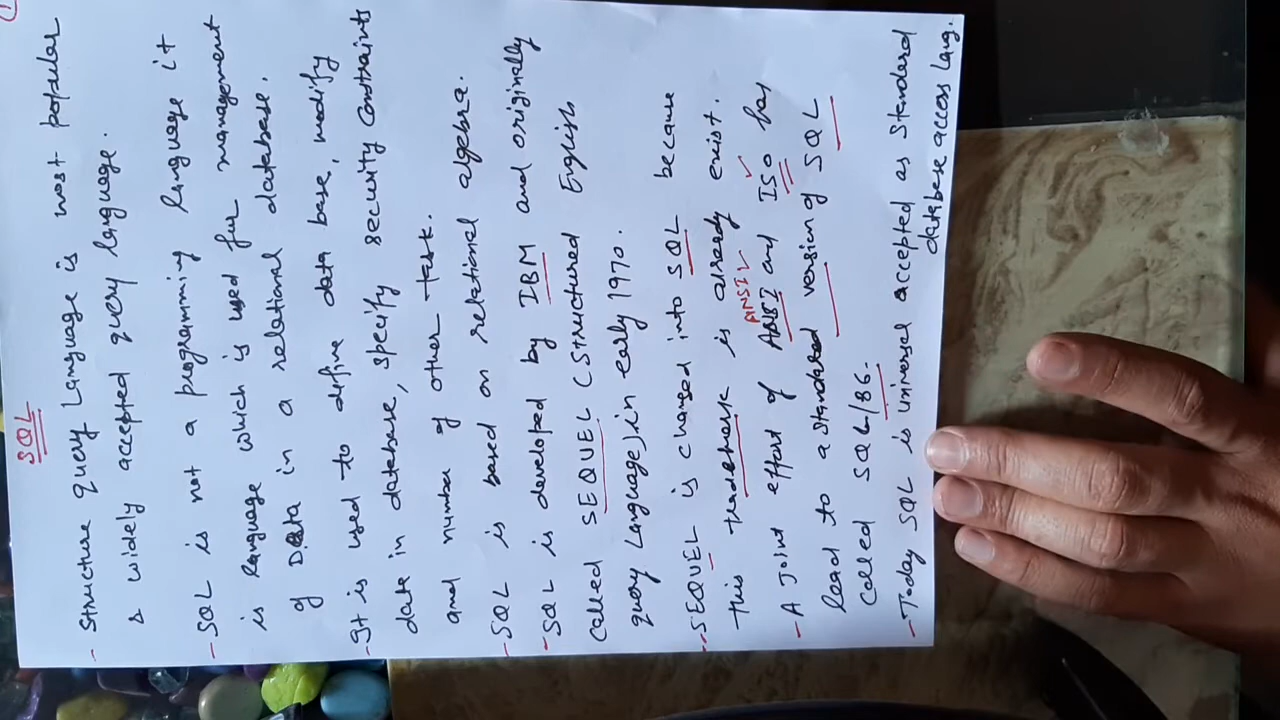 SQL
- Structure query Language is most popular
& widely accepted query language.
- SQL is not a programming language it
is language which is used for management
of Data in a relational database.
- It is used to define data base, modify
data in database, specify security constraints
and number of other task.
- SQL is based on relational algebra.
- SQL is developed by IBM and originally
called SEQUEL (Structured English
query Language) in early 1970.
- SEQUEL is changed into SQL because
this trademark is already exist.
ANSI
- A Joint effort of ANSI and ISO has
lead to a standered version of SQL
called SQL/86.
- Today SQL is universal accepted as Standered
database access lang.